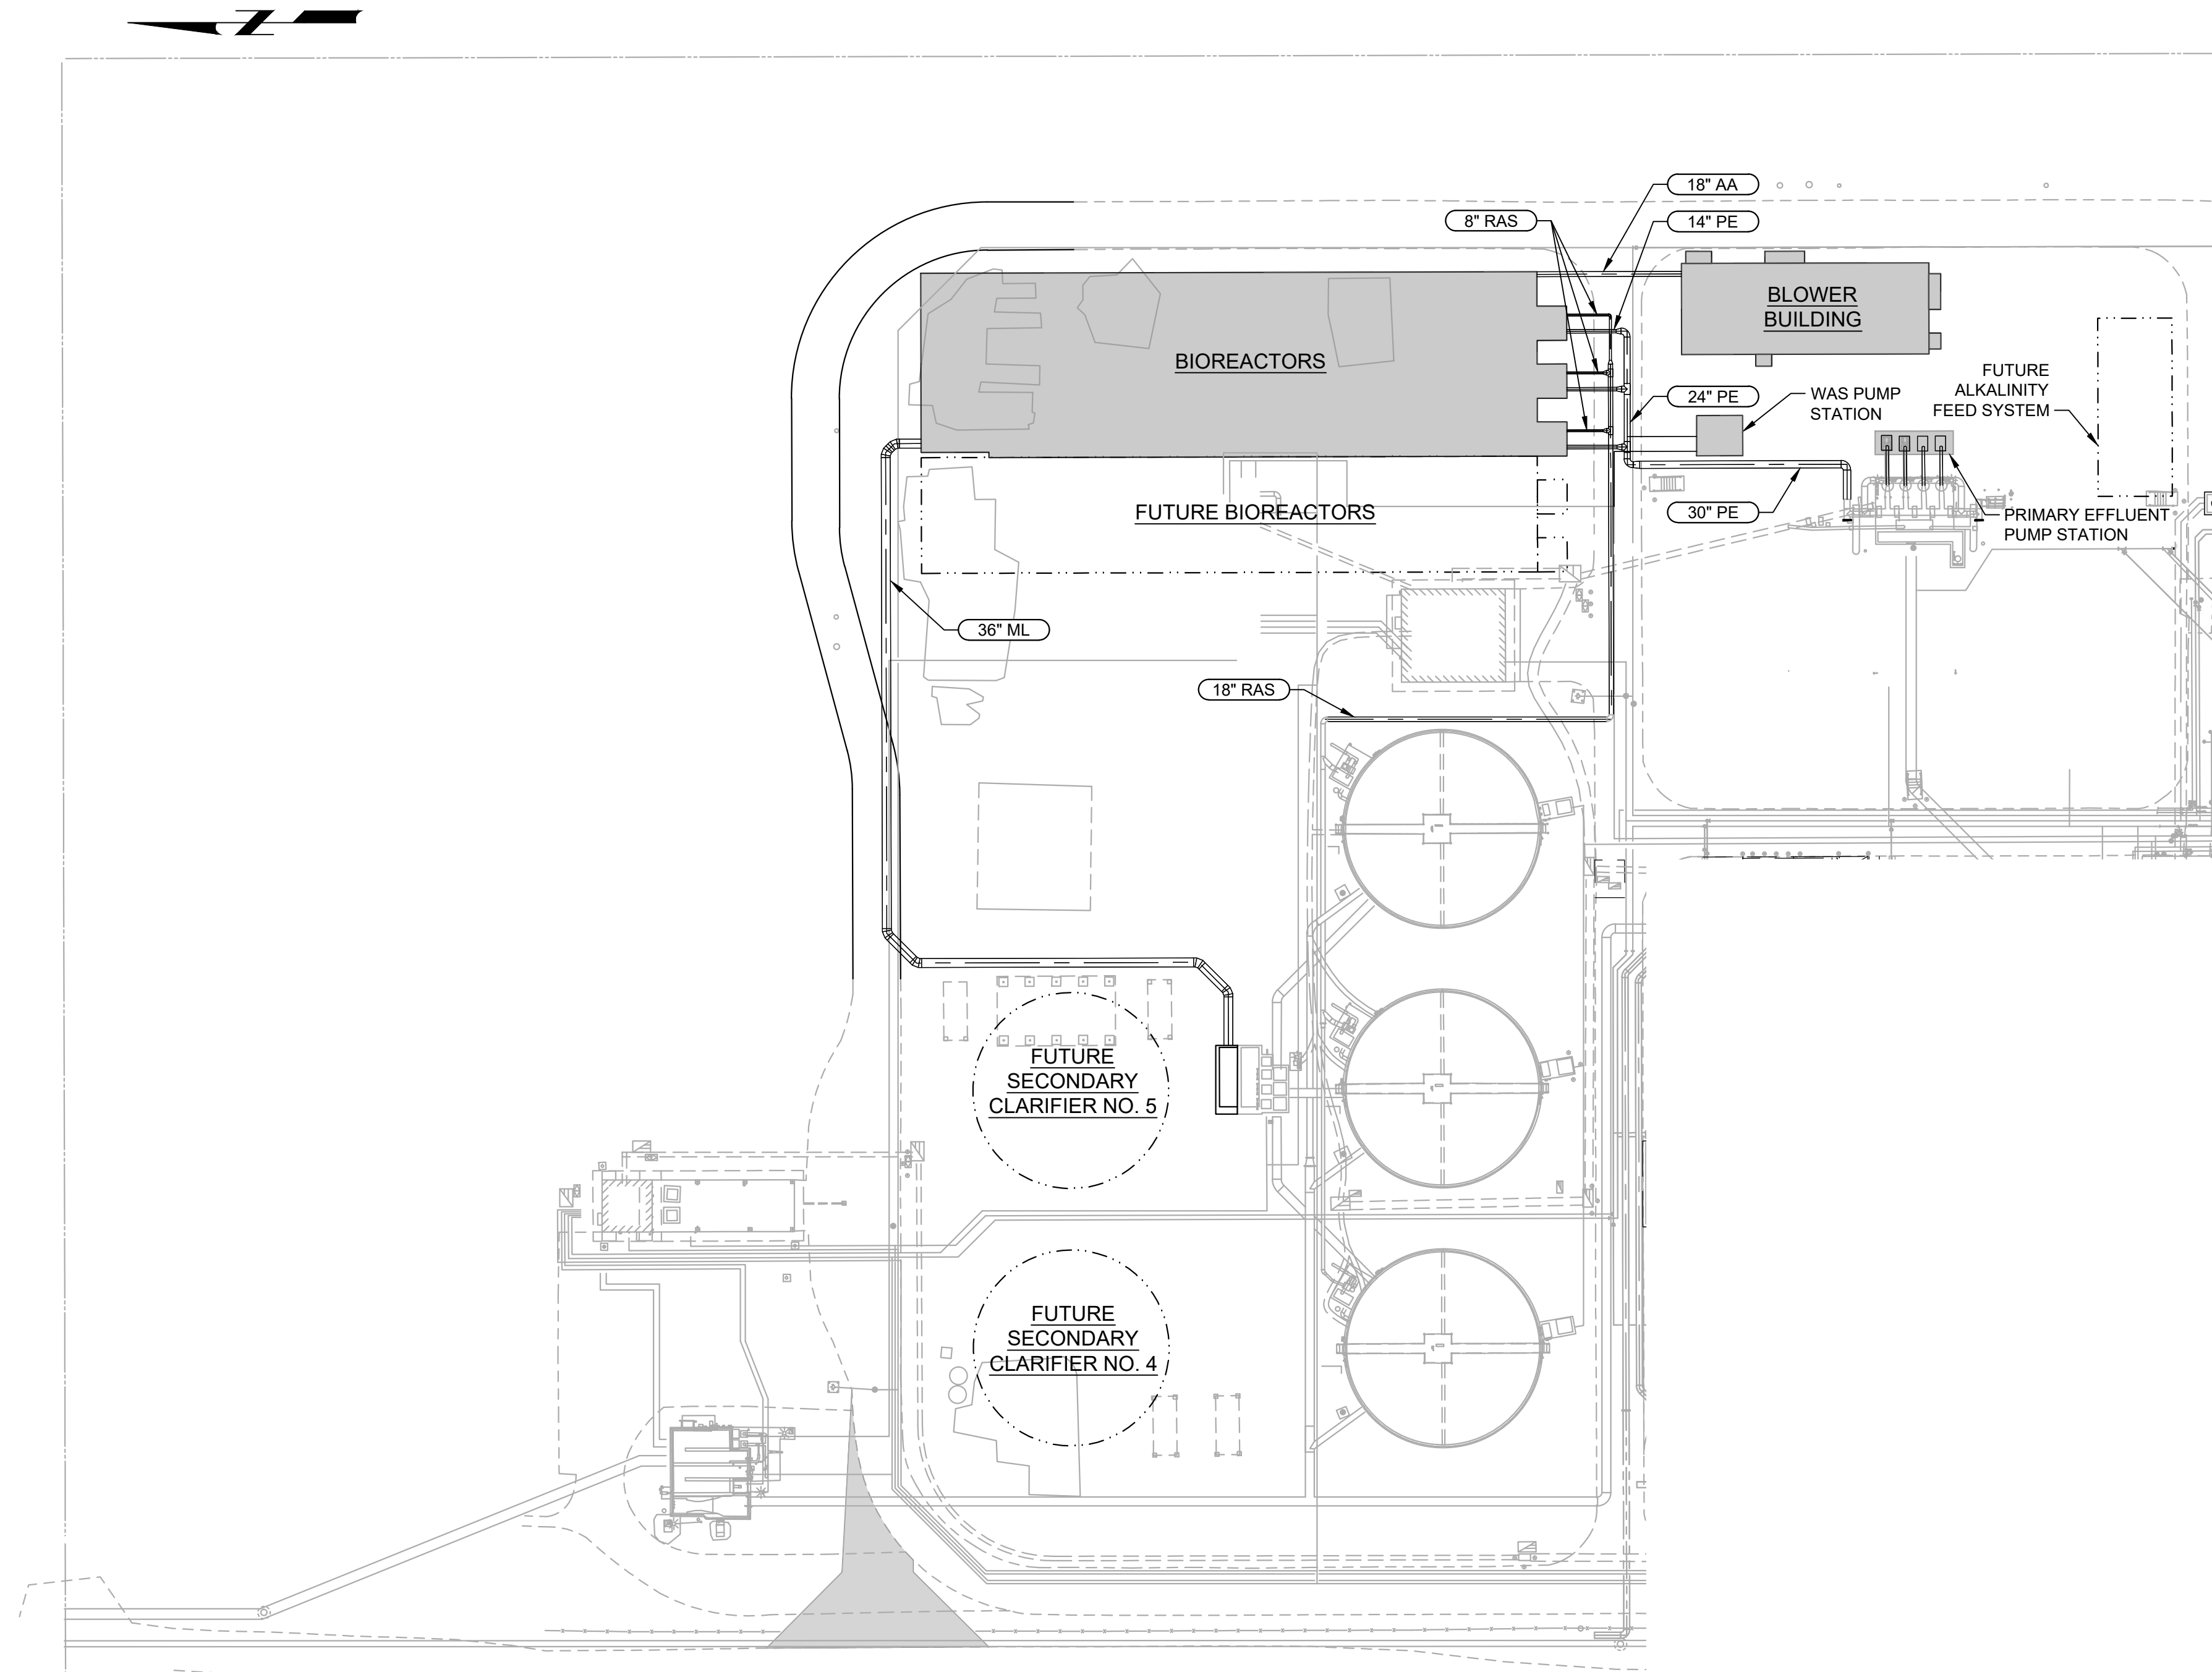 N
18" AA
8" RAS
14" PE
BLOWER
BUILDING
BIOREACTORS
24" PE
WAS PUMP
STATION
FUTURE
ALKALINITY
FEED SYSTEM
FUTURE BIOREACTORS
30" PE
PRIMARY EFFLUENT
PUMP STATION
36" ML
18" RAS
FUTURE
SECONDARY
CLARIFIER NO. 5
FUTURE
SECONDARY
CLARIFIER NO. 4